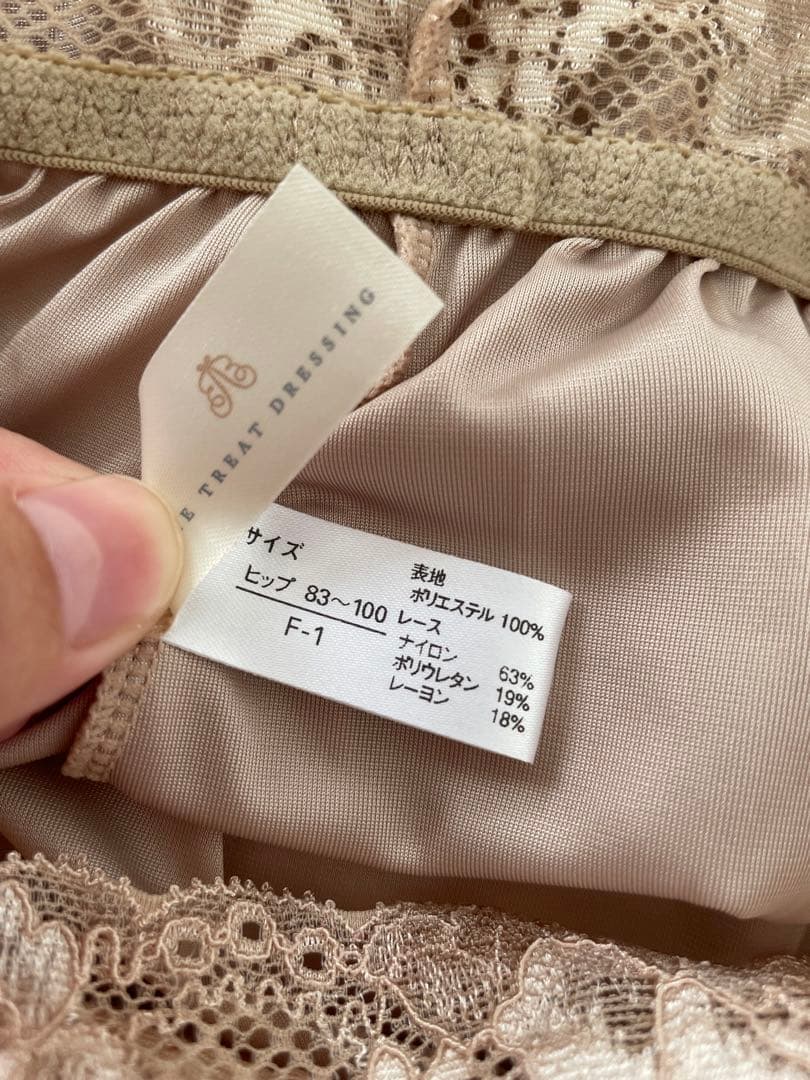 TREAT DRESSING
サイズ
ヒップ 83～100
F-1
表地
ポリエステル 100%
レース
ナイロン 63%
ポリウレタン 19%
レーヨン 18%